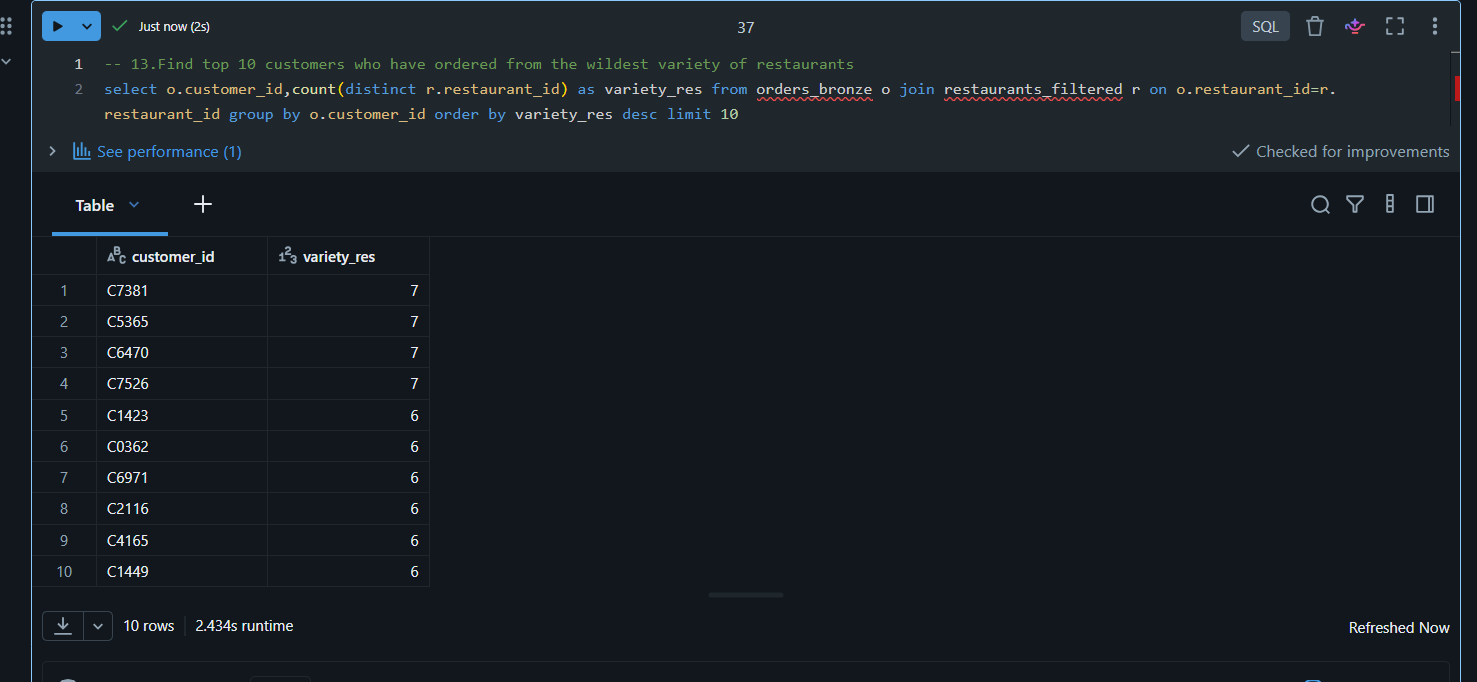 Just now (2s)
37
SQL
1 -- 13.Find top 10 customers who have ordered from the wildest variety of restaurants
2 select o.customer_id,count(distinct r.restaurant_id) as variety_res from orders_bronze o join restaurants_filtered r on o.restaurant_id=r.
restaurant_id group by o.customer_id order by variety_res desc limit 10
See performance (1)
Checked for improvements
Table
customer_id variety_res
1 C7381 7
2 C5365 7
3 C6470 7
4 C7526 7
5 C1423 6
6 C0362 6
7 C6971 6
8 C2116 6
9 C4165 6
10 C1449 6
10 rows 2.434s runtime
Refreshed Now